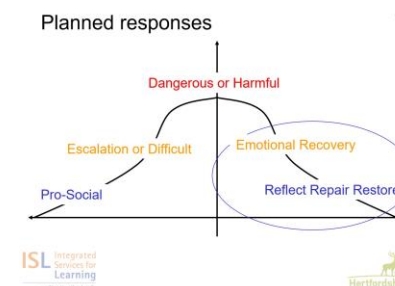 Planned responses
Dangerous or Harmful
Escalation or Difficult
Emotional Recovery
Pro-Social
Reflect Repair Restore
ISL Integrated
Services for
Learning
Hertfordsh